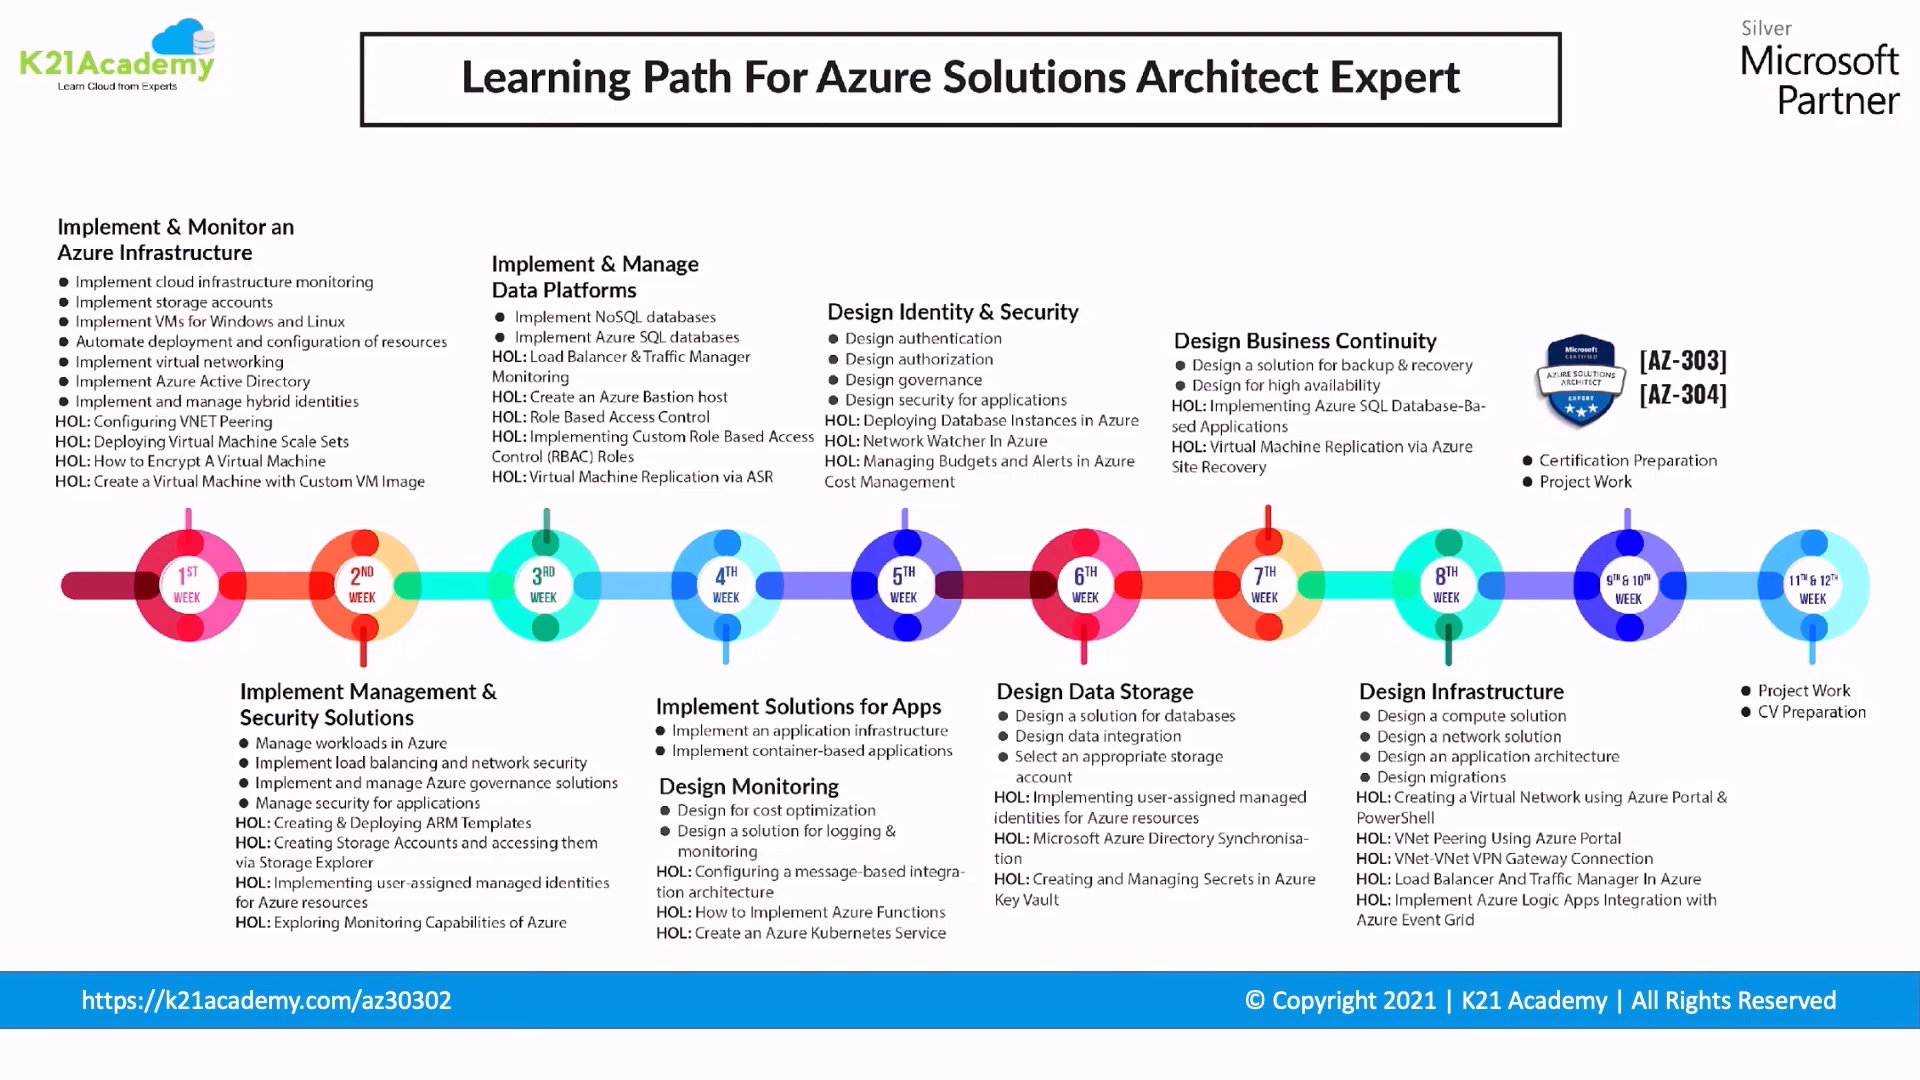 K21Academy
Learn Cloud from Experts
Learning Path For Azure Solutions Architect Expert
Silver
Microsoft
Partner
Implement & Monitor an
Azure Infrastructure
● Implement cloud infrastructure monitoring
● Implement storage accounts
● Implement VMs for Windows and Linux
● Automate deployment and configuration of resources
● Implement virtual networking
● Implement Azure Active Directory
● Implement and manage hybrid identities
HOL: Configuring VNET Peering
HOL: Deploying Virtual Machine Scale Sets
HOL: How to Encrypt A Virtual Machine
HOL: Create a Virtual Machine with Custom VM Image
Implement & Manage
Data Platforms
● Implement NoSQL databases
● Implement Azure SQL databases
HOL: Load Balancer & Traffic Manager
Monitoring
HOL: Create an Azure Bastion host
HOL: Role Based Access Control
HOL: Implementing Custom Role Based Access
Control (RBAC) Roles
HOL: Virtual Machine Replication via ASR
Design Identity & Security
● Design authentication
● Design authorization
● Design governance
● Design security for applications
HOL: Deploying Database Instances in Azure
HOL: Network Watcher In Azure
HOL: Managing Budgets and Alerts in Azure
Cost Management
Design Business Continuity
● Design a solution for backup & recovery
● Design for high availability
HOL: Implementing Azure SQL Database-Ba-
sed Applications
HOL: Virtual Machine Replication via Azure
Site Recovery
Microsoft
CERTIFIED
AZURE SOLUTIONS
ARCHITECT
EXPERT
[AZ-303]
[AZ-304]
● Certification Preparation
● Project Work
1ST
WEEK
2ND
WEEK
3RD
WEEK
4TH
WEEK
5TH
WEEK
6TH
WEEK
7TH
WEEK
8TH
WEEK
9TH & 10TH
WEEK
11TH & 12TH
WEEK
Implement Management &
Security Solutions
● Manage workloads in Azure
● Implement load balancing and network security
● Implement and manage Azure governance solutions
● Manage security for applications
HOL: Creating & Deploying ARM Templates
HOL: Creating Storage Accounts and accessing them
via Storage Explorer
HOL: Implementing user-assigned managed identities
for Azure resources
HOL: Exploring Monitoring Capabilities of Azure
Implement Solutions for Apps
● Implement an application infrastructure
● Implement container-based applications
Design Monitoring
● Design for cost optimization
● Design a solution for logging &
monitoring
HOL: Configuring a message-based integra-
tion architecture
HOL: How to Implement Azure Functions
HOL: Create an Azure Kubernetes Service
Design Data Storage
● Design a solution for databases
● Design data integration
● Select an appropriate storage
account
HOL: Implementing user-assigned managed
identities for Azure resources
HOL: Microsoft Azure Directory Synchronisa-
tion
HOL: Creating and Managing Secrets in Azure
Key Vault
Design Infrastructure
● Design a compute solution
● Design a network solution
● Design an application architecture
● Design migrations
HOL: Creating a Virtual Network using Azure Portal &
PowerShell
HOL: VNet Peering Using Azure Portal
HOL: VNet-VNet VPN Gateway Connection
HOL: Load Balancer And Traffic Manager In Azure
HOL: Implement Azure Logic Apps Integration with
Azure Event Grid
● Project Work
● CV Preparation
https://k21academy.com/az30302
© Copyright 2021 | K21 Academy | All Rights Reserved